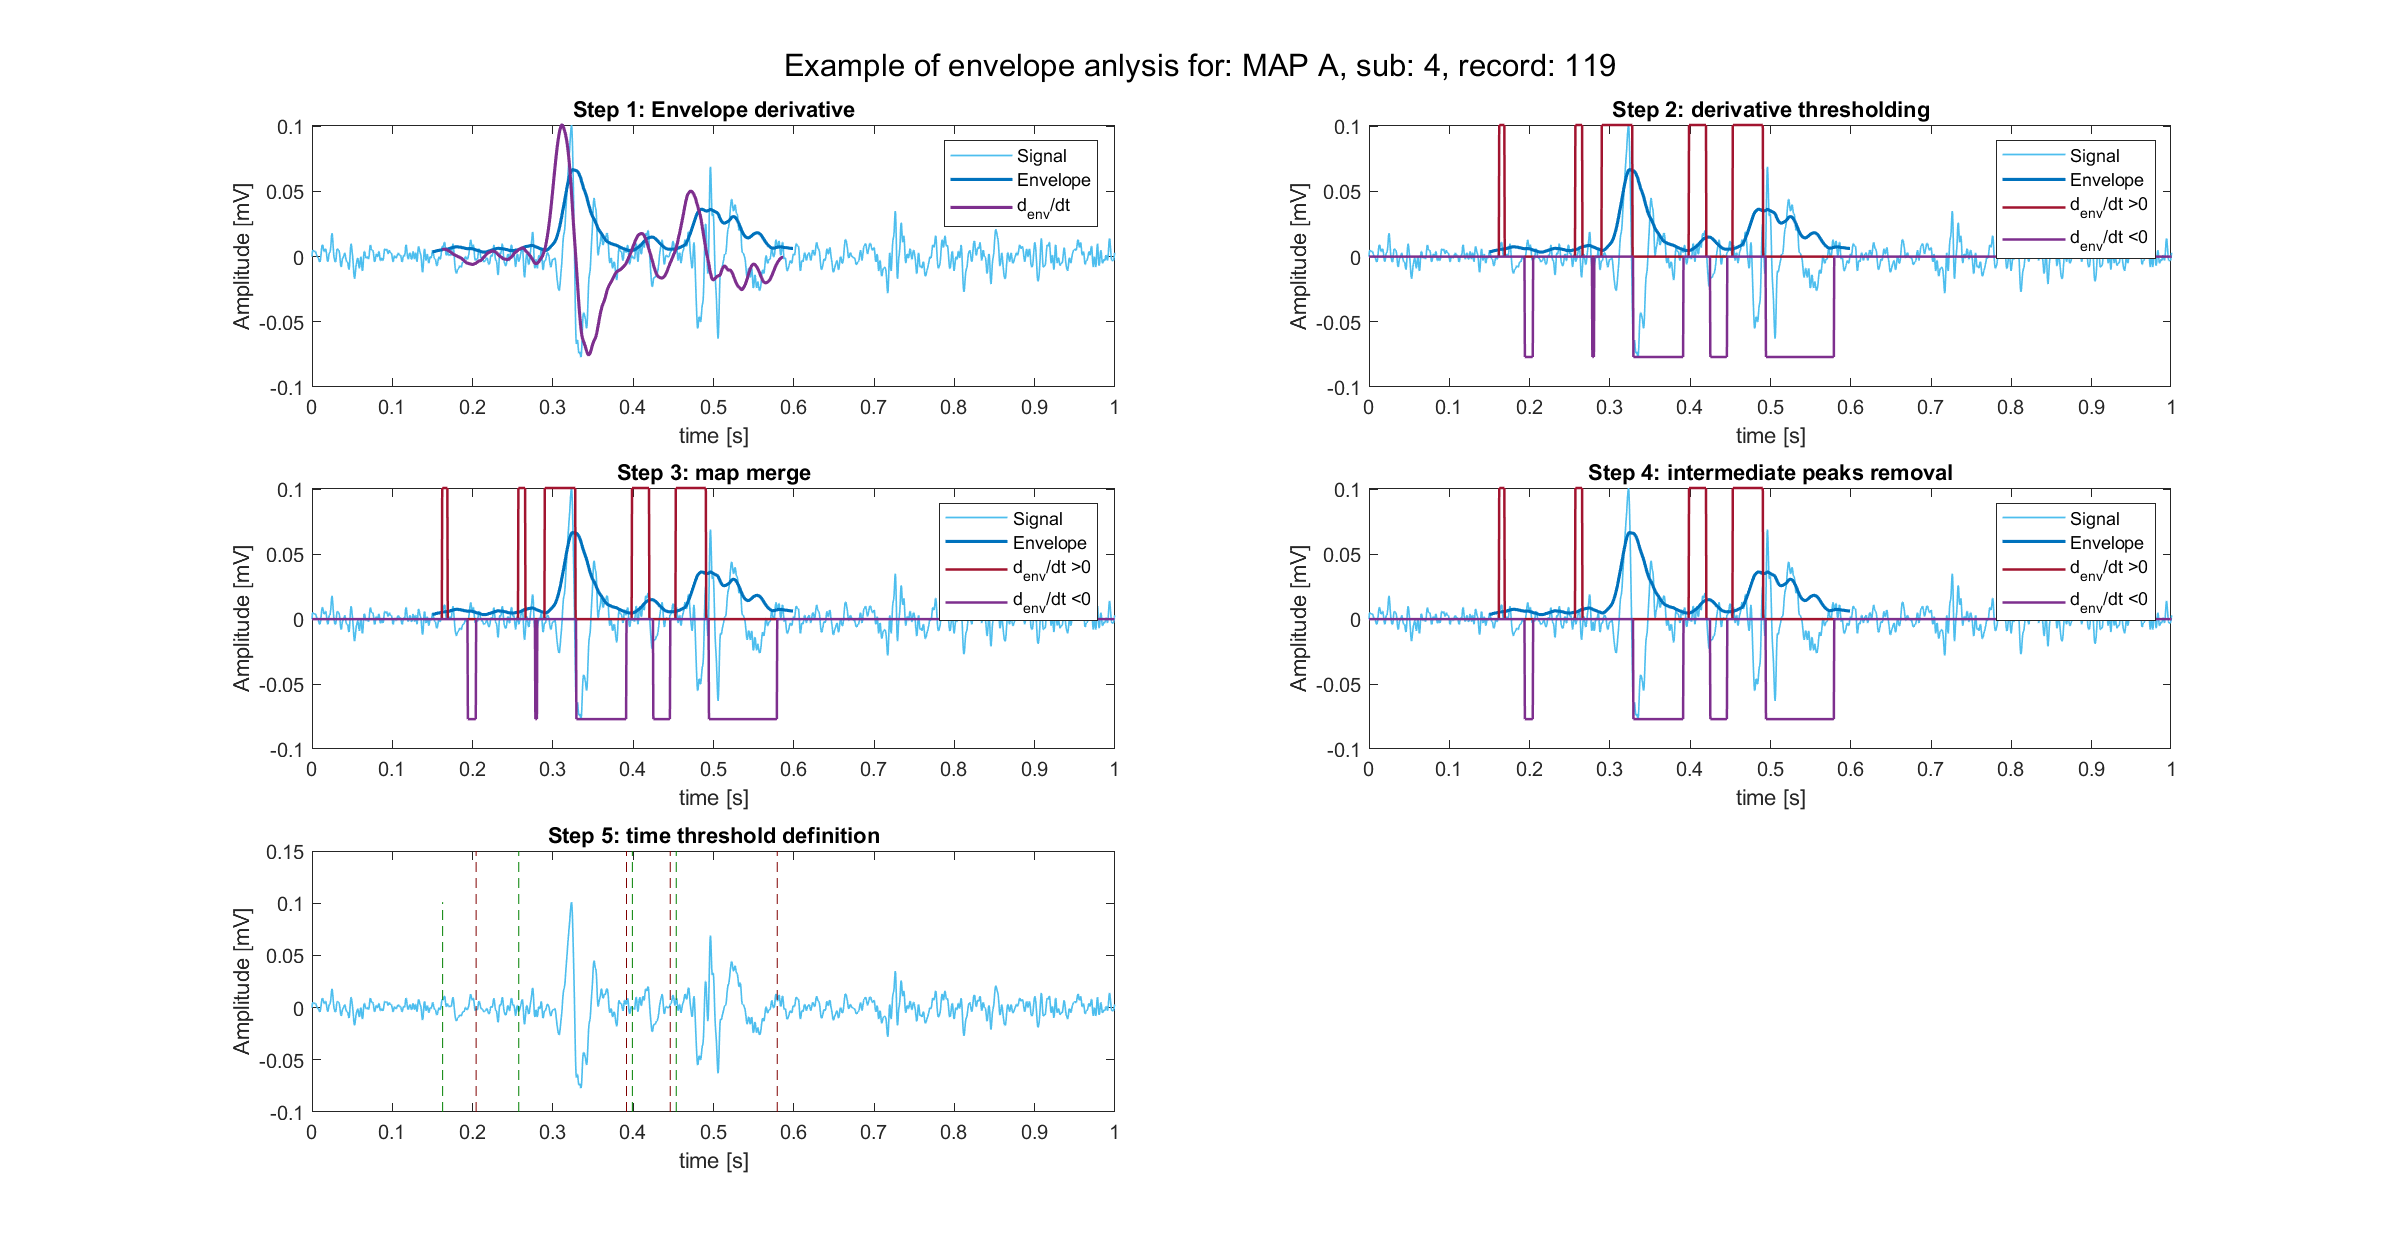 Example of envelope anlysis for: MAP A, sub: 4, record: 119
Step 1: Envelope derivative
0.1
0.05
0
-0.05
-0.1
Amplitude [mV]
0 0.1 0.2 0.3 0.4 0.5 0.6 0.7 0.8 0.9 1
time [s]
Signal
Envelope
d_env/dt
Step 2: derivative thresholding
0.1
0.05
0
-0.05
-0.1
Amplitude [mV]
0 0.1 0.2 0.3 0.4 0.5 0.6 0.7 0.8 0.9 1
time [s]
Signal
Envelope
d_env/dt >0
d_env/dt <0
Step 3: map merge
0.1
0.05
0
-0.05
-0.1
Amplitude [mV]
0 0.1 0.2 0.3 0.4 0.5 0.6 0.7 0.8 0.9 1
time [s]
Signal
Envelope
d_env/dt >0
d_env/dt <0
Step 4: intermediate peaks removal
0.1
0.05
0
-0.05
-0.1
Amplitude [mV]
0 0.1 0.2 0.3 0.4 0.5 0.6 0.7 0.8 0.9 1
time [s]
Signal
Envelope
d_env/dt >0
d_env/dt <0
Step 5: time threshold definition
0.15
0.1
0.05
0
-0.05
-0.1
Amplitude [mV]
0 0.1 0.2 0.3 0.4 0.5 0.6 0.7 0.8 0.9 1
time [s]